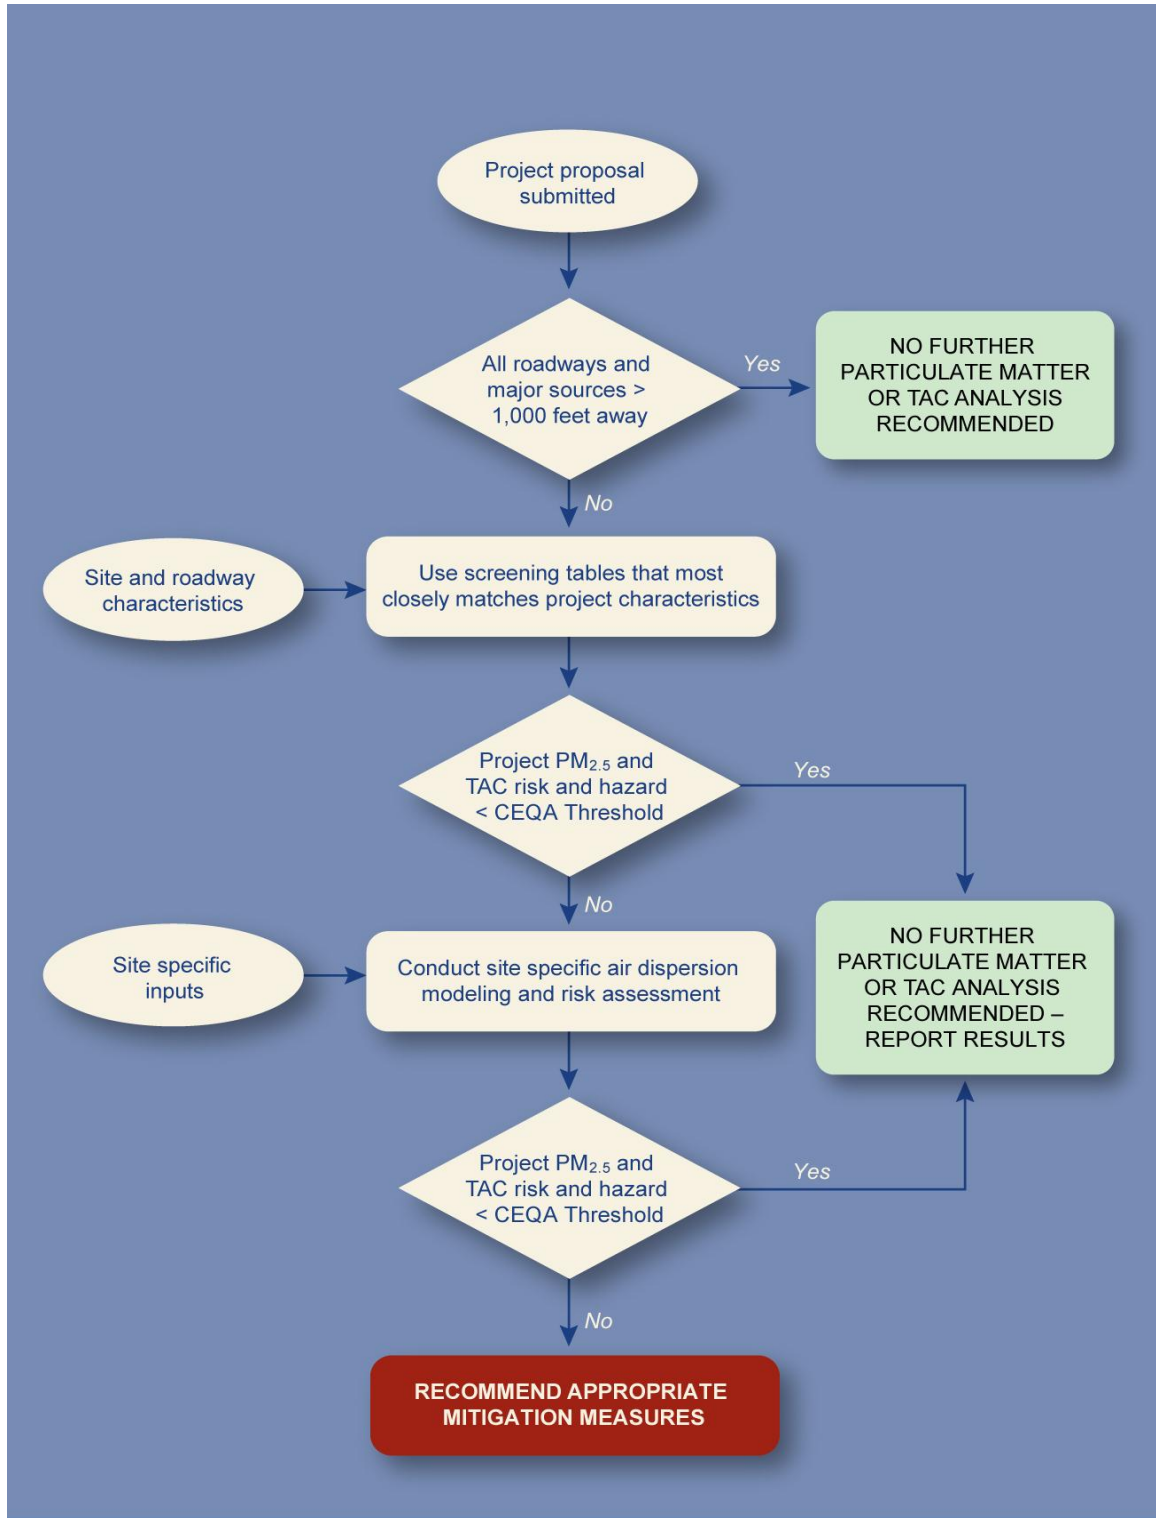 Project proposal
submitted
All roadways and
major sources >
1,000 feet away
Yes
NO FURTHER
PARTICULATE MATTER
OR TAC ANALYSIS
RECOMMENDED
No
Site and roadway
characteristics
Use screening tables that most
closely matches project characteristics
Project PM₂.₅ and
TAC risk and hazard
< CEQA Threshold
Yes
No
NO FURTHER
PARTICULATE MATTER
OR TAC ANALYSIS
RECOMMENDED –
REPORT RESULTS
Site specific
inputs
Conduct site specific air dispersion
modeling and risk assessment
Project PM₂.₅ and
TAC risk and hazard
< CEQA Threshold
Yes
No
RECOMMEND APPROPRIATE
MITIGATION MEASURES